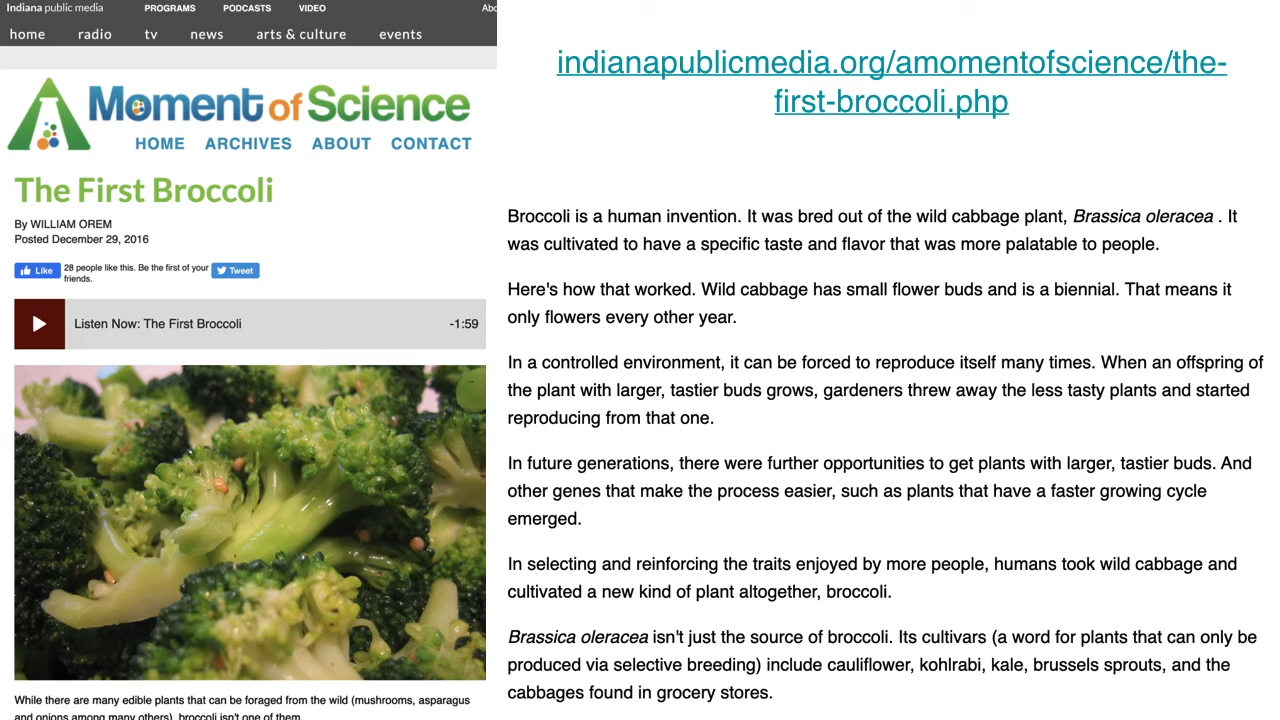 Indiana public media PROGRAMS PODCASTS VIDEO Abc
home radio tv news arts & culture events
Moment of Science
HOME ARCHIVES ABOUT CONTACT
The First Broccoli
By WILLIAM OREM
Posted December 29, 2016
Like 28 people like this. Be the first of your friends. Tweet
Listen Now: The First Broccoli -1:59
While there are many edible plants that can be foraged from the wild (mushrooms, asparagus
and onions among many others), broccoli isn't one of them.
indianapublicmedia.org/amomentofscience/the-
first-broccoli.php
Broccoli is a human invention. It was bred out of the wild cabbage plant, Brassica oleracea . It
was cultivated to have a specific taste and flavor that was more palatable to people.
Here's how that worked. Wild cabbage has small flower buds and is a biennial. That means it
only flowers every other year.
In a controlled environment, it can be forced to reproduce itself many times. When an offspring of
the plant with larger, tastier buds grows, gardeners threw away the less tasty plants and started
reproducing from that one.
In future generations, there were further opportunities to get plants with larger, tastier buds. And
other genes that make the process easier, such as plants that have a faster growing cycle
emerged.
In selecting and reinforcing the traits enjoyed by more people, humans took wild cabbage and
cultivated a new kind of plant altogether, broccoli.
Brassica oleracea isn't just the source of broccoli. Its cultivars (a word for plants that can only be
produced via selective breeding) include cauliflower, kohlrabi, kale, brussels sprouts, and the
cabbages found in grocery stores.